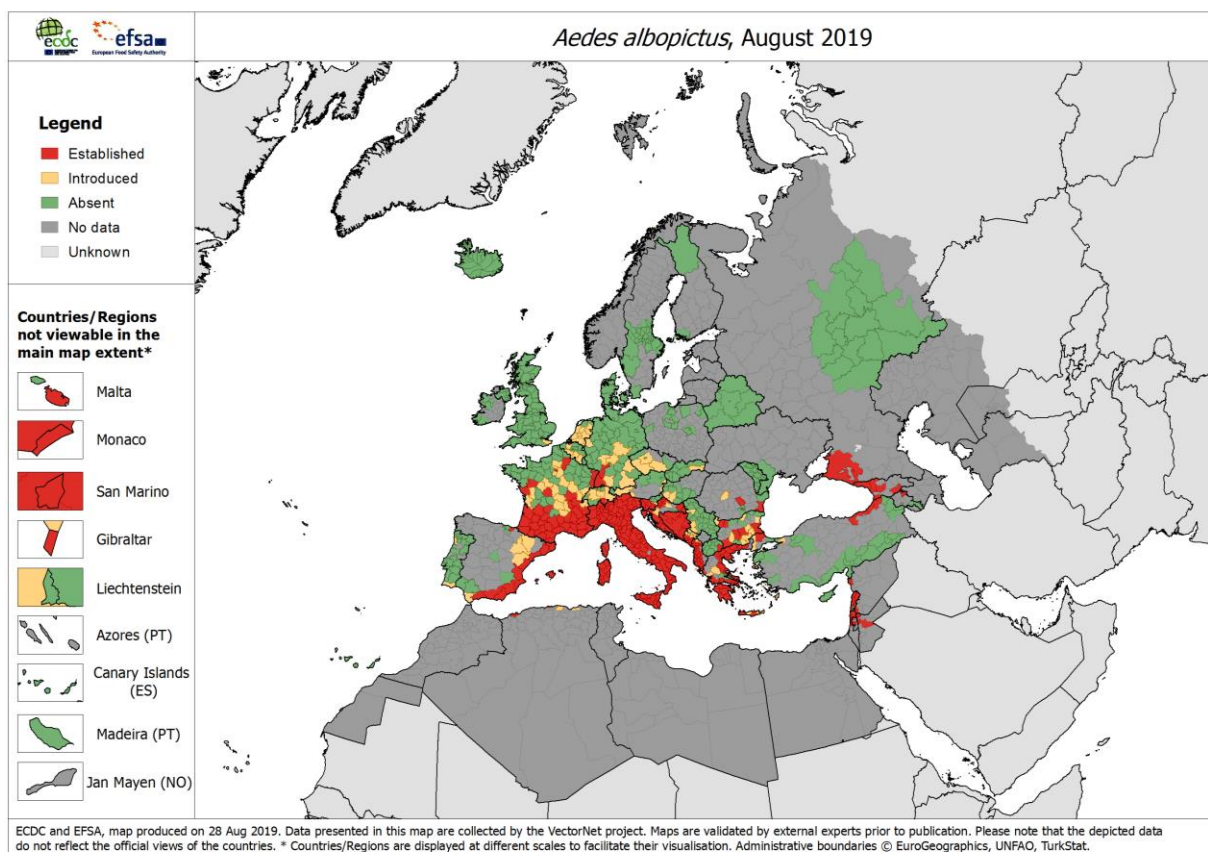 ecdc
efsa
European Food Safety Authority
Aedes albopictus, August 2019
Legend
Established
Introduced
Absent
No data
Unknown
Countries/Regions
not viewable in the
main map extent*
Malta
Monaco
San Marino
Gibraltar
Liechtenstein
Azores (PT)
Canary Islands
(ES)
Madeira (PT)
Jan Mayen (NO)
ECDC and EFSA, map produced on 28 Aug 2019. Data presented in this map are collected by the VectorNet project. Maps are validated by external experts prior to publication. Please note that the depicted data
do not reflect the official views of the countries. * Countries/Regions are displayed at different scales to facilitate their visualisation. Administrative boundaries © EuroGeographics, UNFAO, TurkStat.